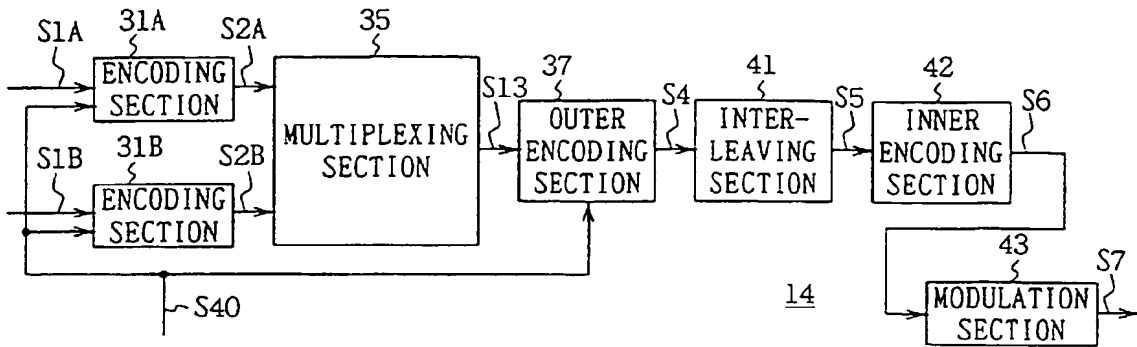 S1A
31A
S2A
35
ENCODING
SECTION
S1B
31B
S2B
ENCODING
SECTION
MULTIPLEXING
SECTION
S13
37
OUTER
ENCODING
SECTION
S4
41
INTER-
LEAVING
SECTION
S5
42
INNER
ENCODING
SECTION
S6
S40
14
43
MODULATION
SECTION
S7